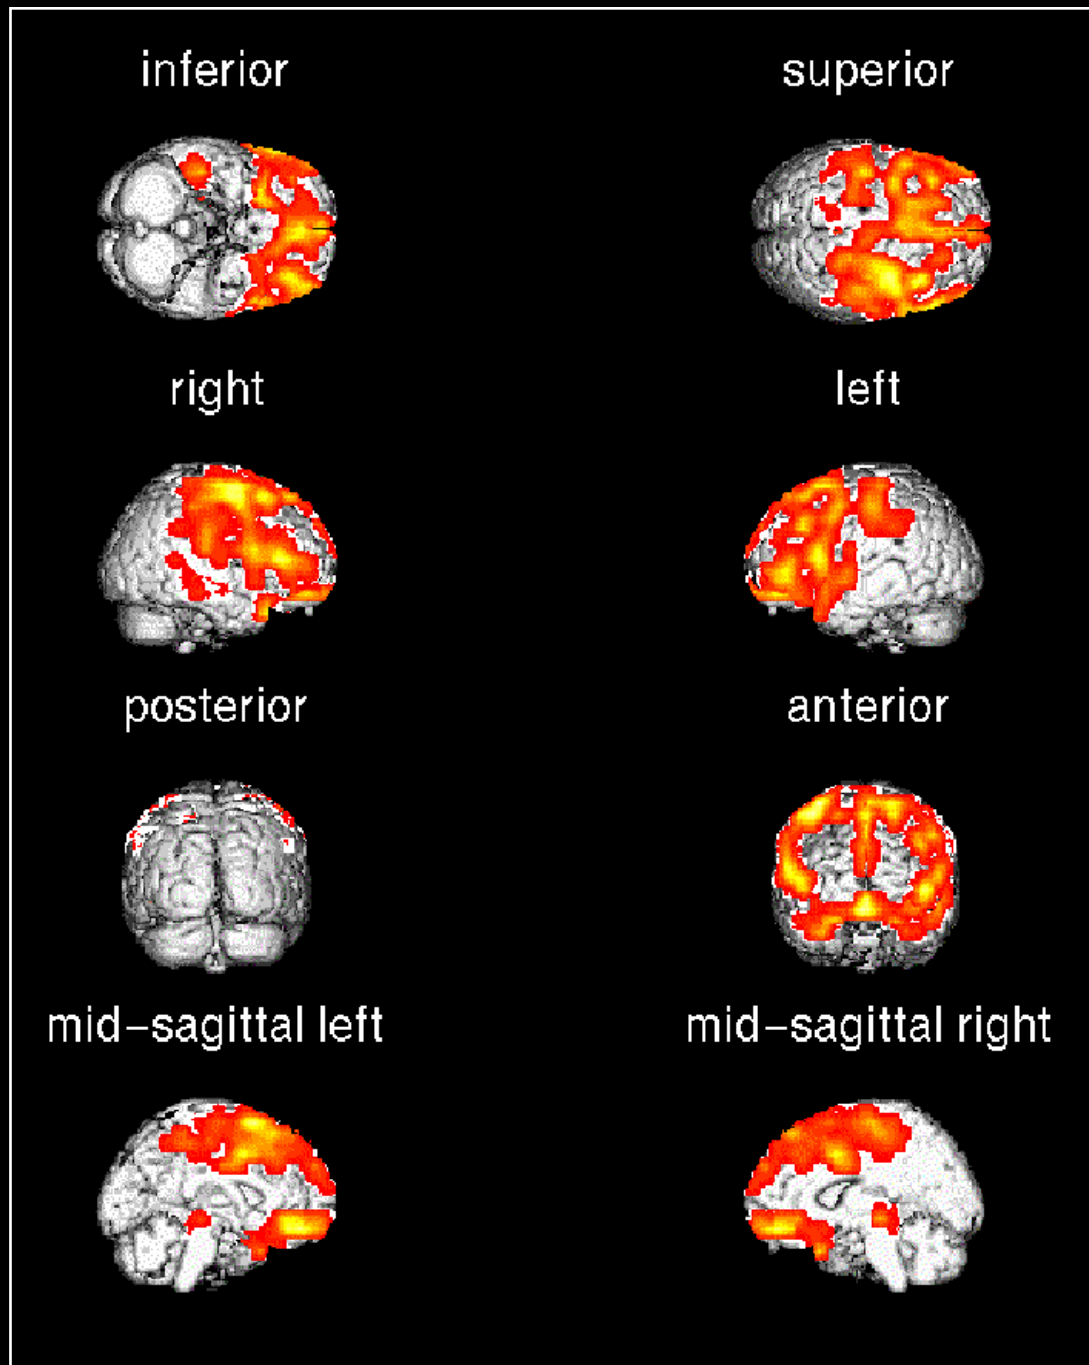 inferior
superior
right
left
posterior
anterior
mid-sagittal left
mid-sagittal right